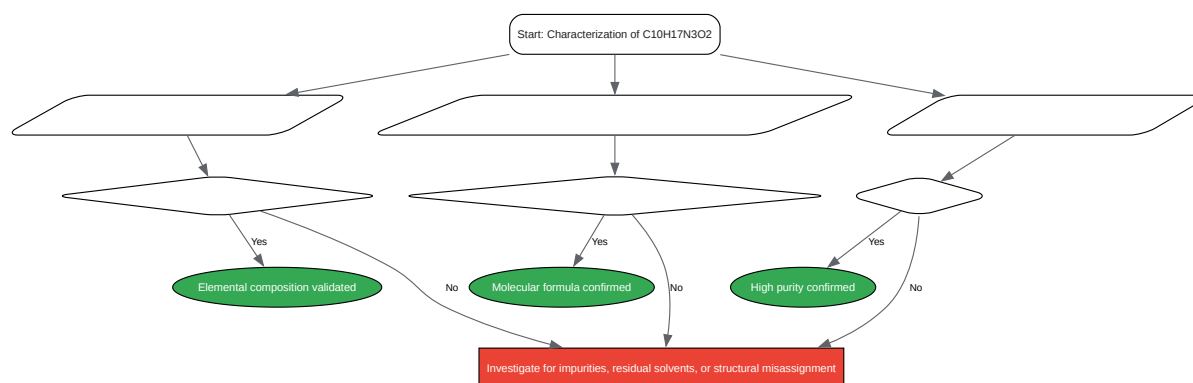 Start: Characterization of C10H17N3O2
Yes
Yes
Yes
Elemental composition validated
No
Molecular formula confirmed
No
High purity confirmed
No
Investigate for impurities, residual solvents, or structural misassignment